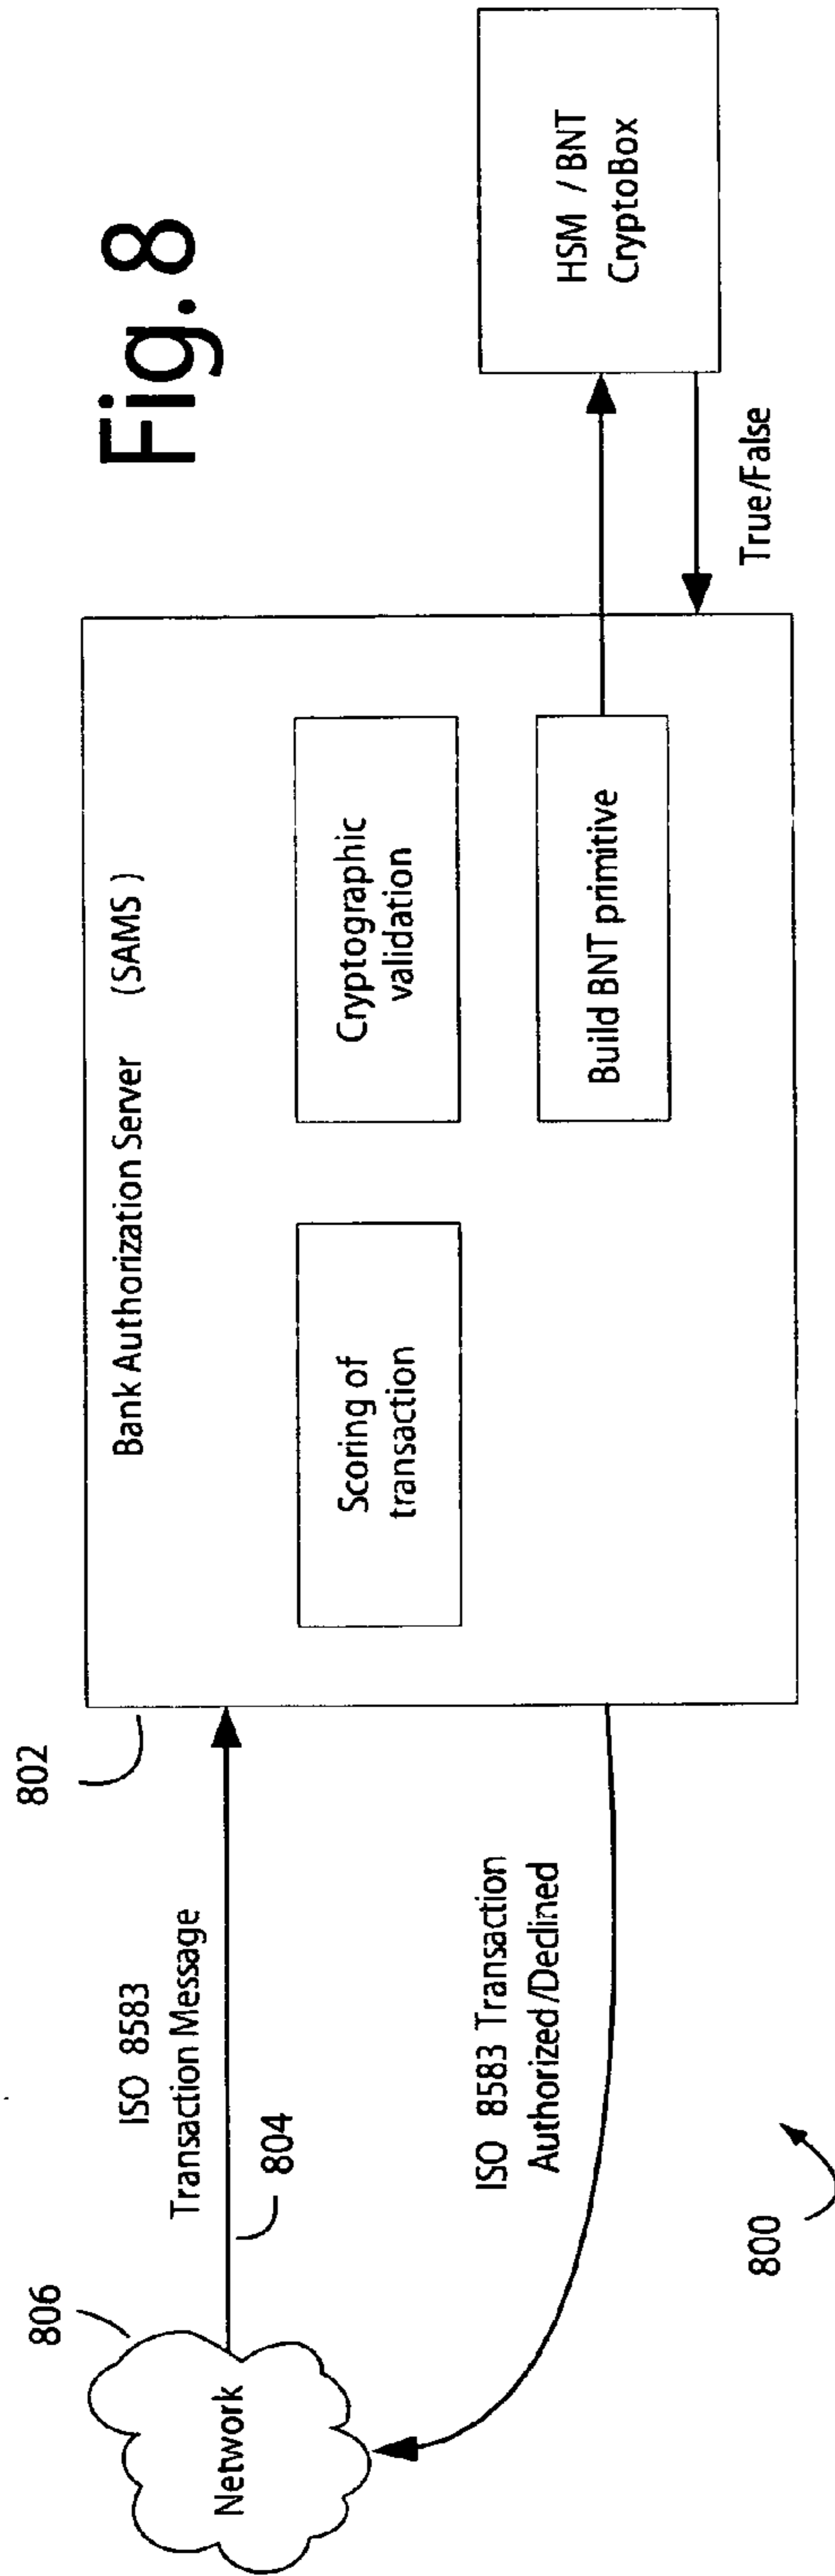 Fig. 8
802
Bank Authorization Server (SAMS )
806
ISO 8583
Transaction Message
804
Network
Scoring of
transaction
Cryptographic
validation
Build BNT primitive
HSM / BNT
CryptoBox
True/False
ISO 8583 Transaction
Authorized/Declined
800